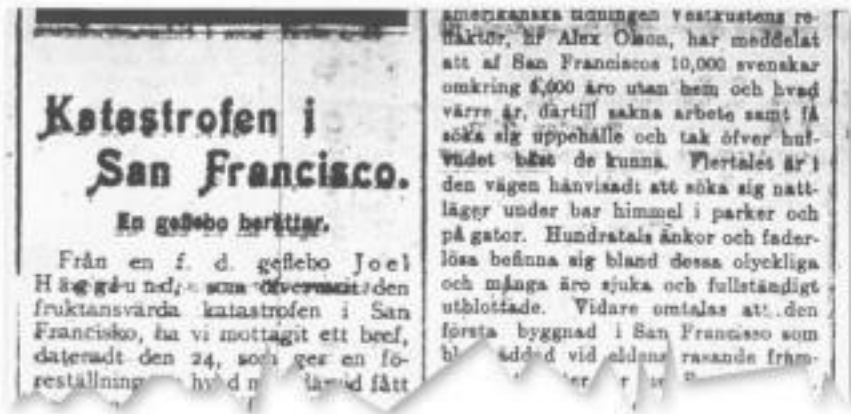 Katastrofen i
San Francisco.
En geflebo berättar.
Från en f. d. geflebo Joel
Hägglund, som öfvervarit den
fruktansvärda katastrofen i San
Francisko, ha vi mottagit ett bref,
dateradt den 24, som ger en fö-
reställning hvad fått
amerikanska tidningen Vestkustens re-
daktör, hr Alex Olson, har meddelat
att af San Franciscos 10,000 svenskar
omkring 5,000 äro utan hem och hvad
värre är, därtill sakna arbete samt få
söka sig uppehälle och tak öfver huf-
vudet bäst de kunna. Flertalet är i
den vägen hänvisadt att söka sig natt-
läger under bar himmel i parker och
på gator. Hundratals änkor och fader-
lösa befinna sig bland dessa olyckliga
och många äro sjuka och fullständigt
utblottade. Vidare omtalas att den
första byggnad i San Francisco som
vid eldens rasande fram-